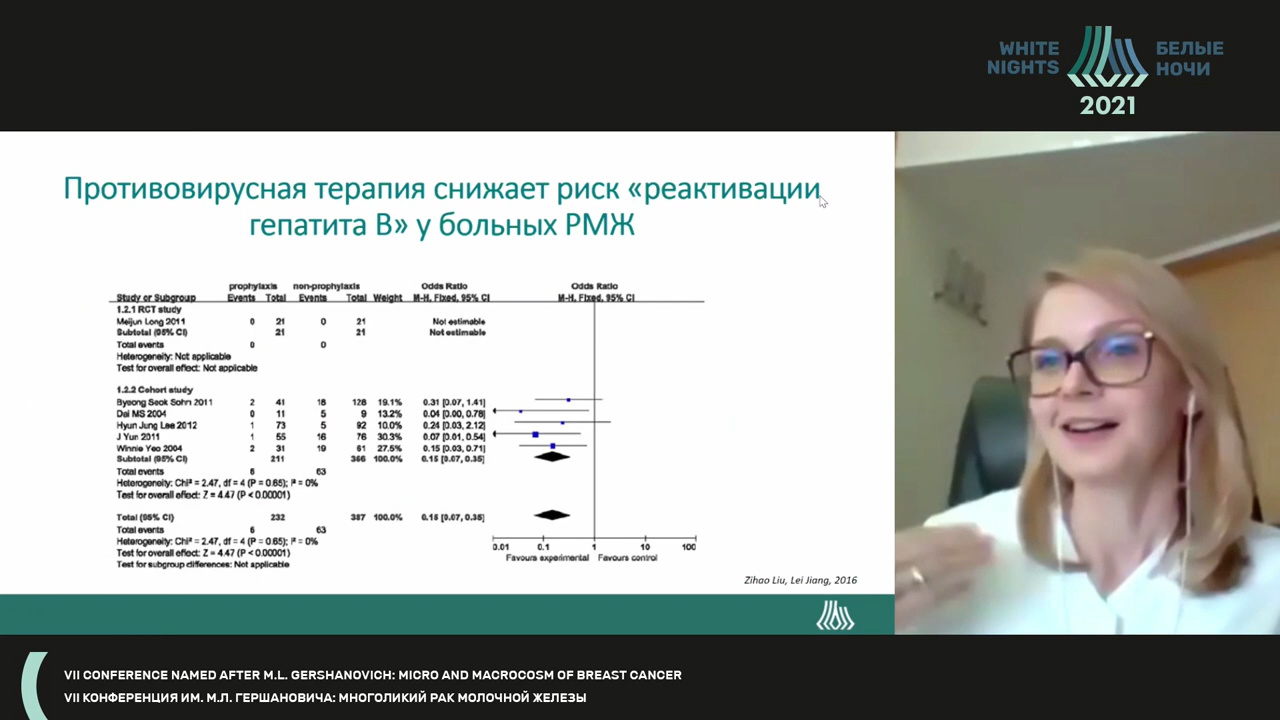 WHITE NIGHTS
БЕЛЫЕ НОЧИ
2021
Противовирусная терапия снижает риск «реактивации
гепатита В» у больных РМЖ
prophylaxis non-prophylaxis Odds Ratio Odds Ratio
Study or Subgroup Events Total Events Total Weight M-H, Fixed, 95% CI M-H, Fixed, 95% CI
1.2.1 RCT study
Meijun Long 2011 0 21 0 21 Not estimable
Subtotal (95% CI) 21 21 Not estimable
Total events 0 0
Heterogeneity: Not applicable
Test for overall effect: Not applicable
1.2.2 Cohort study
Byeong Seok Sohn 2011 2 41 18 128 19.1% 0.31 [0.07, 1.41]
Dai MS 2004 0 11 5 9 13.2% 0.04 [0.00, 0.78]
Hyun Jung Lee 2012 1 73 5 92 10.0% 0.24 [0.03, 2.12]
J Yun 2011 1 55 16 76 30.3% 0.07 [0.01, 0.54]
Winnie Yeo 2004 2 31 19 61 27.5% 0.15 [0.03, 0.71]
Subtotal (95% CI) 211 366 100.0% 0.15 [0.07, 0.35]
Total events 6 63
Heterogeneity: Chi² = 2.47, df = 4 (P = 0.65); I² = 0%
Test for overall effect: Z = 4.47 (P < 0.00001)
Total (95% CI) 232 387 100.0% 0.15 [0.07, 0.35]
Total events 6 63
Heterogeneity: Chi² = 2.47, df = 4 (P = 0.65); I² = 0%
Test for overall effect: Z = 4.47 (P < 0.00001)
Test for subgroup differences: Not applicable
0.01 0.1 1 10 100
Favours experimental Favours control
Zihao Liu, Lei Jiang, 2016
VII CONFERENCE NAMED AFTER M.L. GERSHANOVICH: MICRO AND MACROCOSM OF BREAST CANCER
VII КОНФЕРЕНЦИЯ ИМ. М.Л. ГЕРШАНОВИЧА: МНОГОЛИКИЙ РАК МОЛОЧНОЙ ЖЕЛЕЗЫ